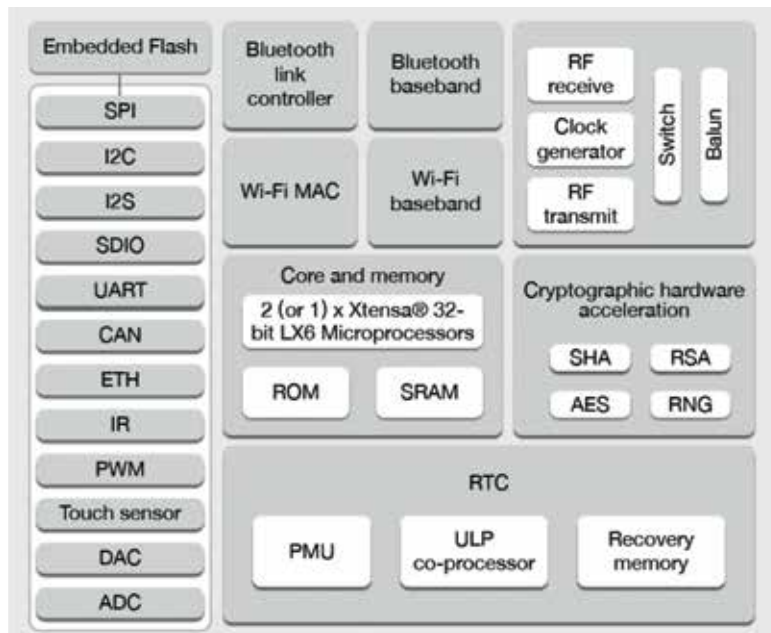 Embedded Flash
SPI
I2C
I2S
SDIO
UART
CAN
ETH
IR
PWM
Touch sensor
DAC
ADC
Bluetooth
link
controller
Bluetooth
baseband
Wi-Fi MAC
Wi-Fi
baseband
RF
receive
Clock
generator
RF
transmit
Switch
Balun
Core and memory
2 (or 1) x Xtensa® 32-
bit LX6 Microprocessors
ROM
SRAM
Cryptographic hardware
acceleration
SHA
RSA
AES
RNG
RTC
PMU
ULP
co-processor
Recovery
memory